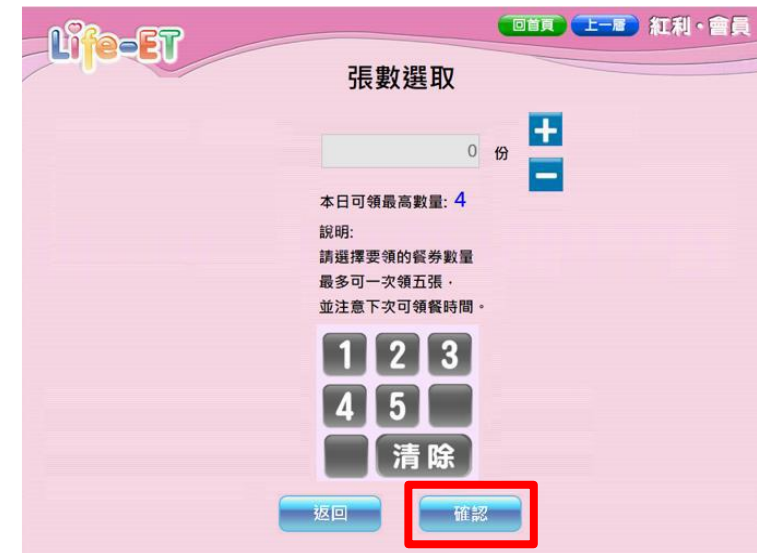 Life-ET
回首頁 上一層 紅利·會員
張數選取
0 份
+
−
本日可領最高數量: 4
說明:
請選擇要領的餐券數量
最多可一次領五張，
並注意下次可領餐時間。
1 2 3
4 5
清除
返回 確認